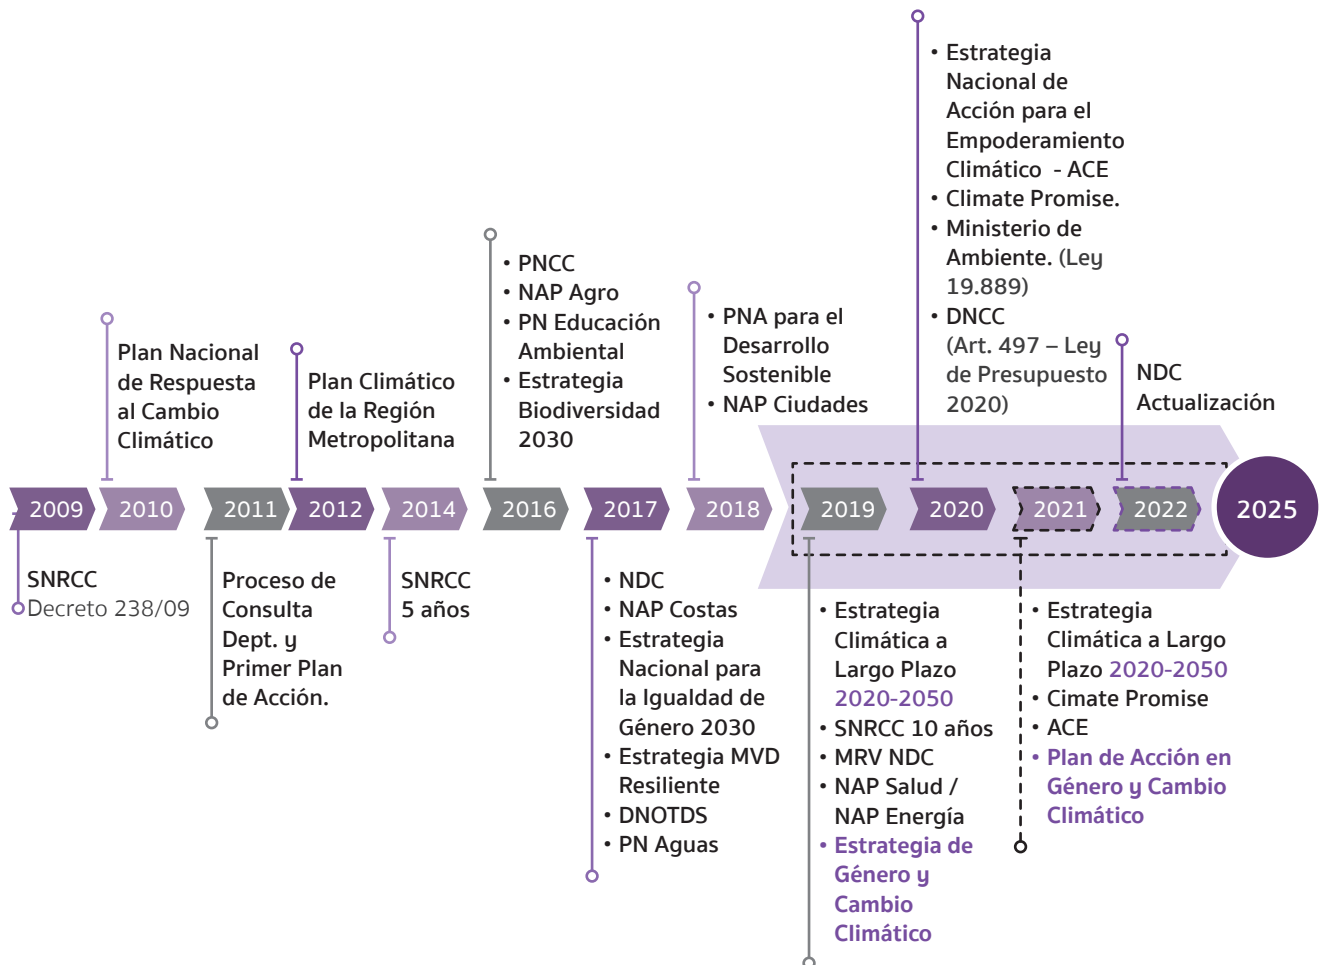 • Estrategia
Nacional de
Acción para el
Empoderamiento
Climático - ACE
• Climate Promise.
• Ministerio de
Ambiente. (Ley
19.889)
• DNCC
(Art. 497 – Ley
de Presupuesto
2020)
• PNCC
• NAP Agro
• PN Educación
Ambiental
• Estrategia
Biodiversidad
2030
• PNA para el
Desarrollo
Sostenible
• NAP Ciudades
Plan Nacional
de Respuesta
al Cambio
Climático
Plan Climático
de la Región
Metropolitana
NDC
Actualización
2009
2010
2011
2012
2014
2016
2017
2018
2019
2020
2021
2022
2025
SNRCC
Decreto 238/09
Proceso de
Consulta
Dept. y
Primer Plan
de Acción.
SNRCC
5 años
• NDC
• NAP Costas
• Estrategia
Nacional para
la Igualdad de
Género 2030
• Estrategia MVD
Resiliente
• DNOTDS
• PN Aguas
• Estrategia
Climática a
Largo Plazo
2020-2050
• SNRCC 10 años
• MRV NDC
• NAP Salud /
NAP Energía
• Estrategia de
Género y
Cambio
Climático
• Estrategia
Climática a Largo
Plazo 2020-2050
• Cimate Promise
• ACE
• Plan de Acción en
Género y Cambio
Climático